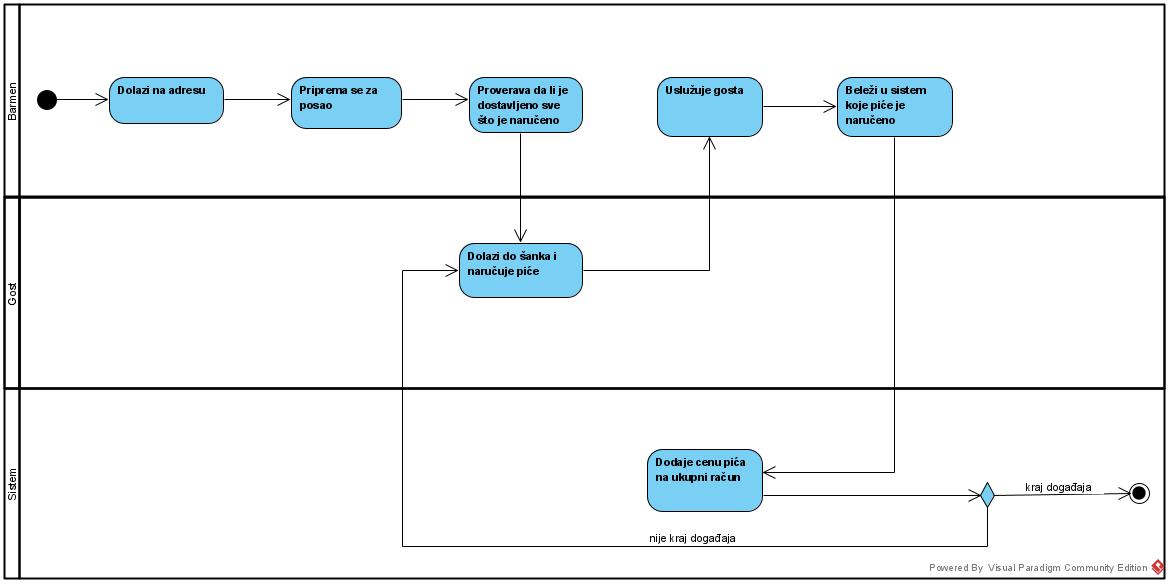 Barmen
Dolazi na adresu
Priprema se za
posao
Proverava da li je
dostavljeno sve
što je naručeno
Uslužuje gosta
Beleži u sistem
koje piće je
naručeno
Gost
Dolazi do šanka i
naručuje piće
Sistem
Dodaje cenu pića
na ukupni račun
kraj događaja
nije kraj događaja
Powered By Visual Paradigm Community Edition